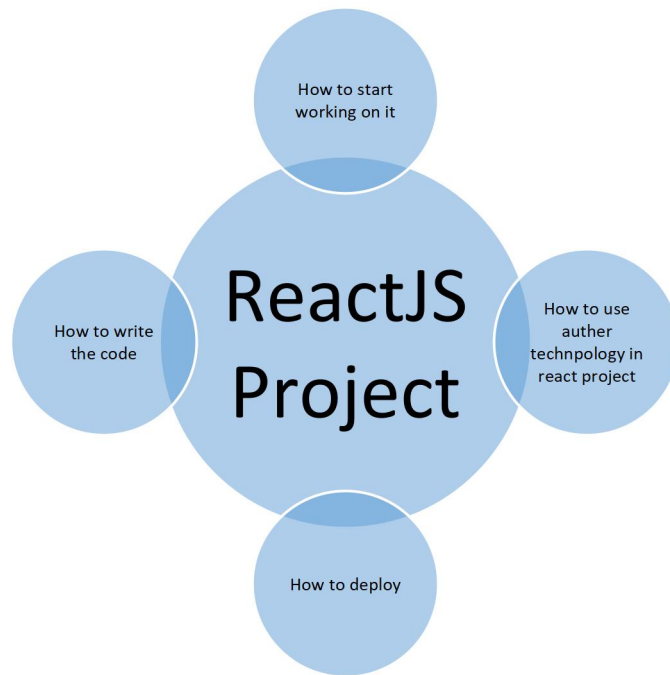 How to start
working on it
ReactJS
Project
How to write
the code
How to use
auther
technpology in
react project
How to deploy